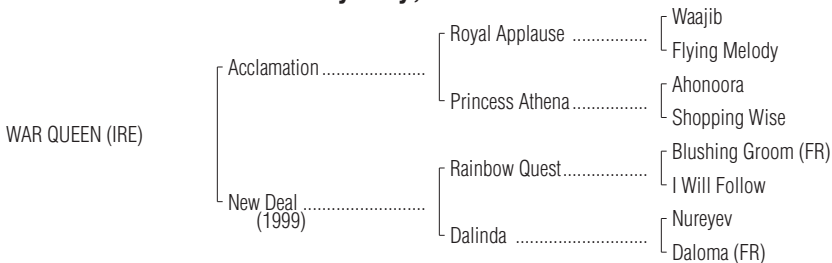 Waajib
Royal Applause ................
Flying Melody
Acclamation ......................
Ahonoora
Princess Athena ................
Shopping Wise
WAR QUEEN (IRE)
Blushing Groom (FR)
Rainbow Quest ..................
I Will Follow
New Deal ..........................
(1999)
Nureyev
Dalinda ............................
Daloma (FR)